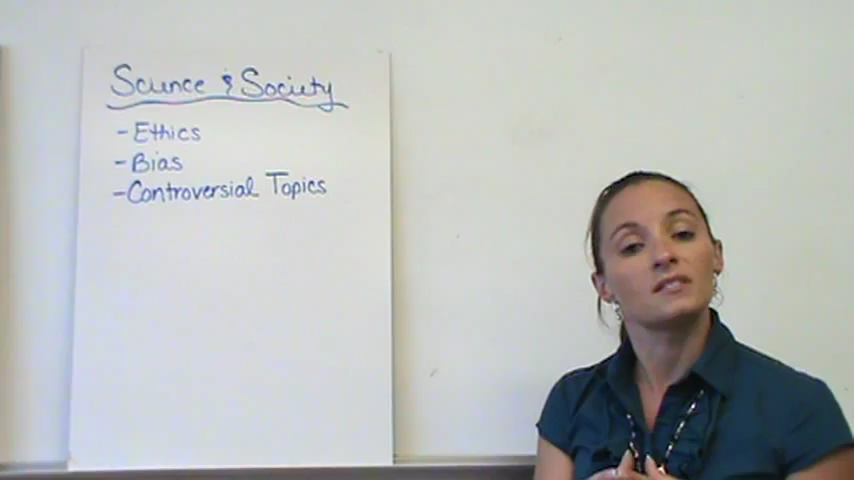 Science & Society
- Ethics
- Bias
- Controversial Topics